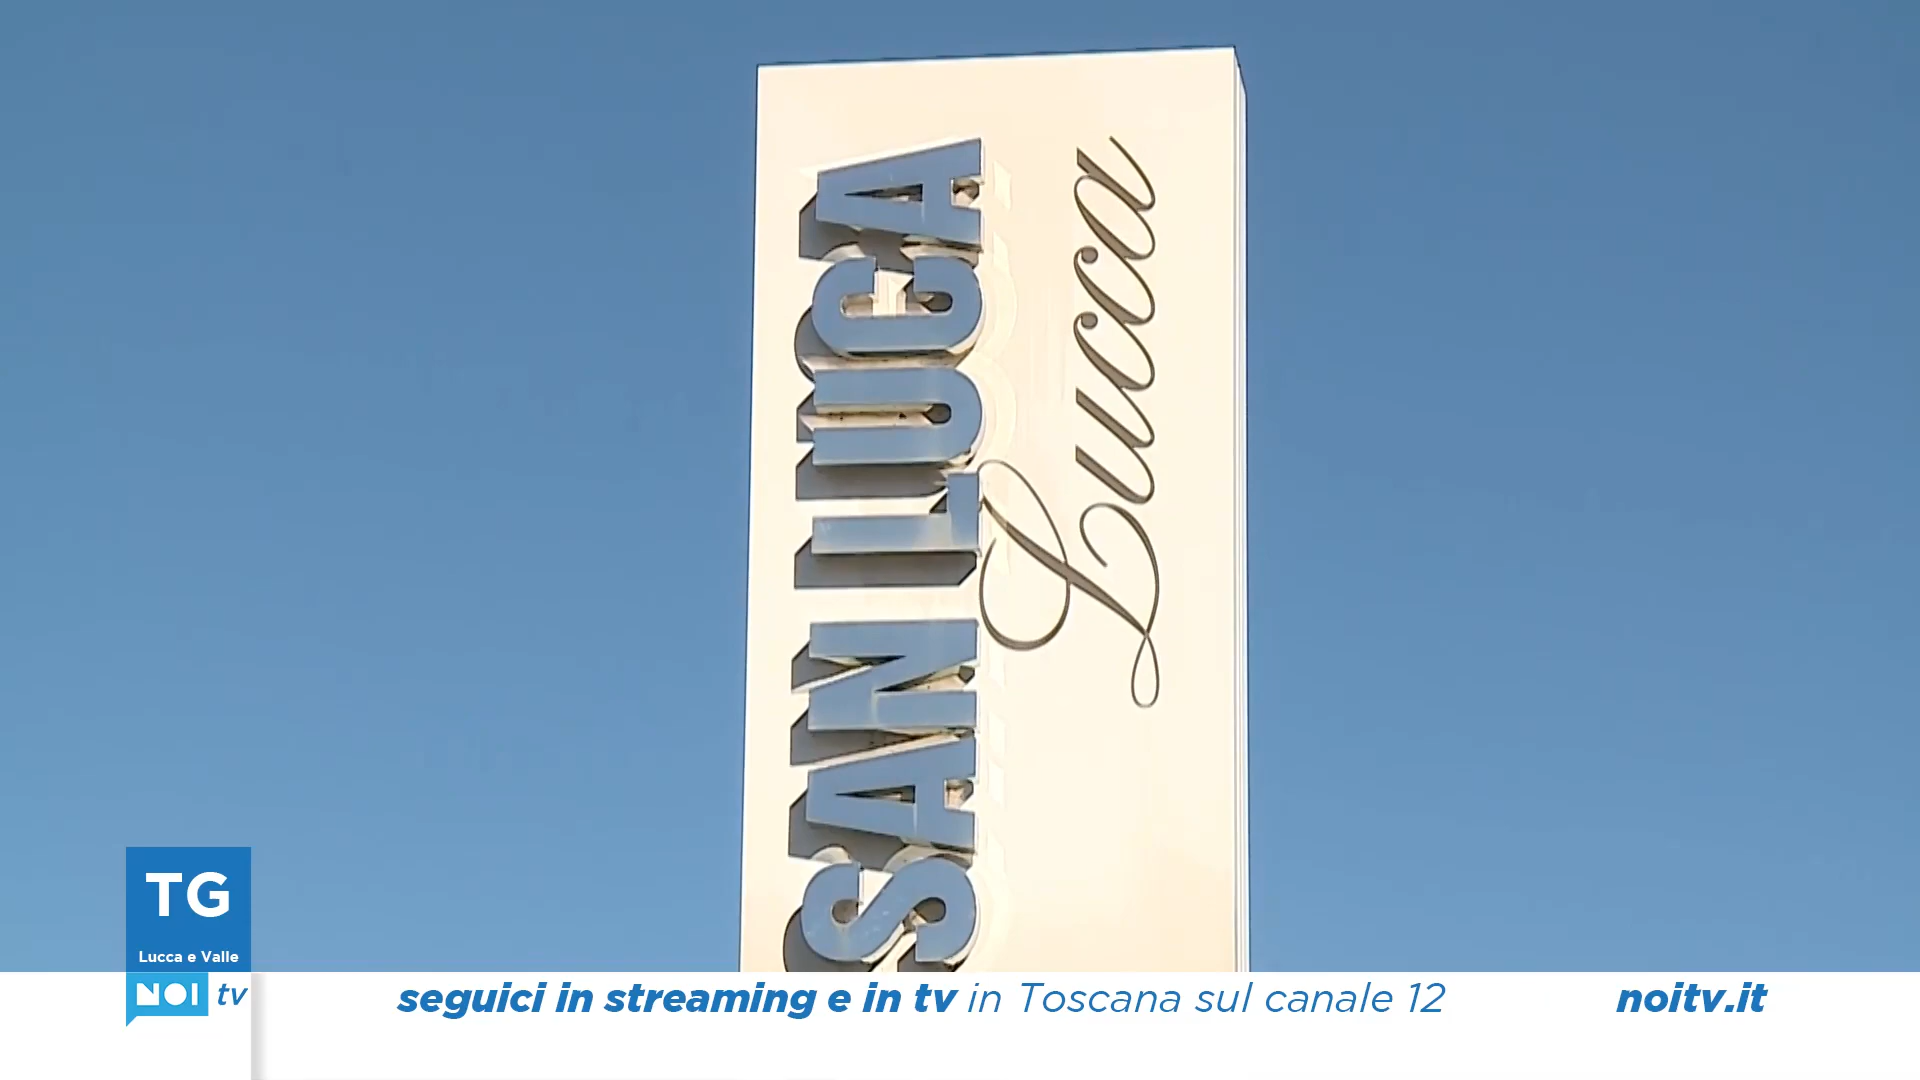 SAN LUCA
Lucca
TG
Lucca e Valle
NOI tv
seguici in streaming e in tv in Toscana sul canale 12
noitv.it